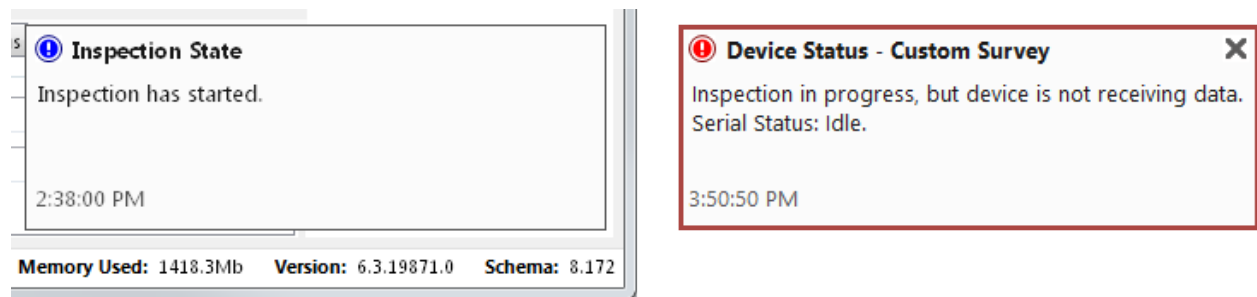 s
Inspection State
Inspection has started.
2:38:00 PM
Memory Used: 1418.3Mb Version: 6.3.19871.0 Schema: 8.172
Device Status - Custom Survey
Inspection in progress, but device is not receiving data.
Serial Status: Idle.
3:50:50 PM